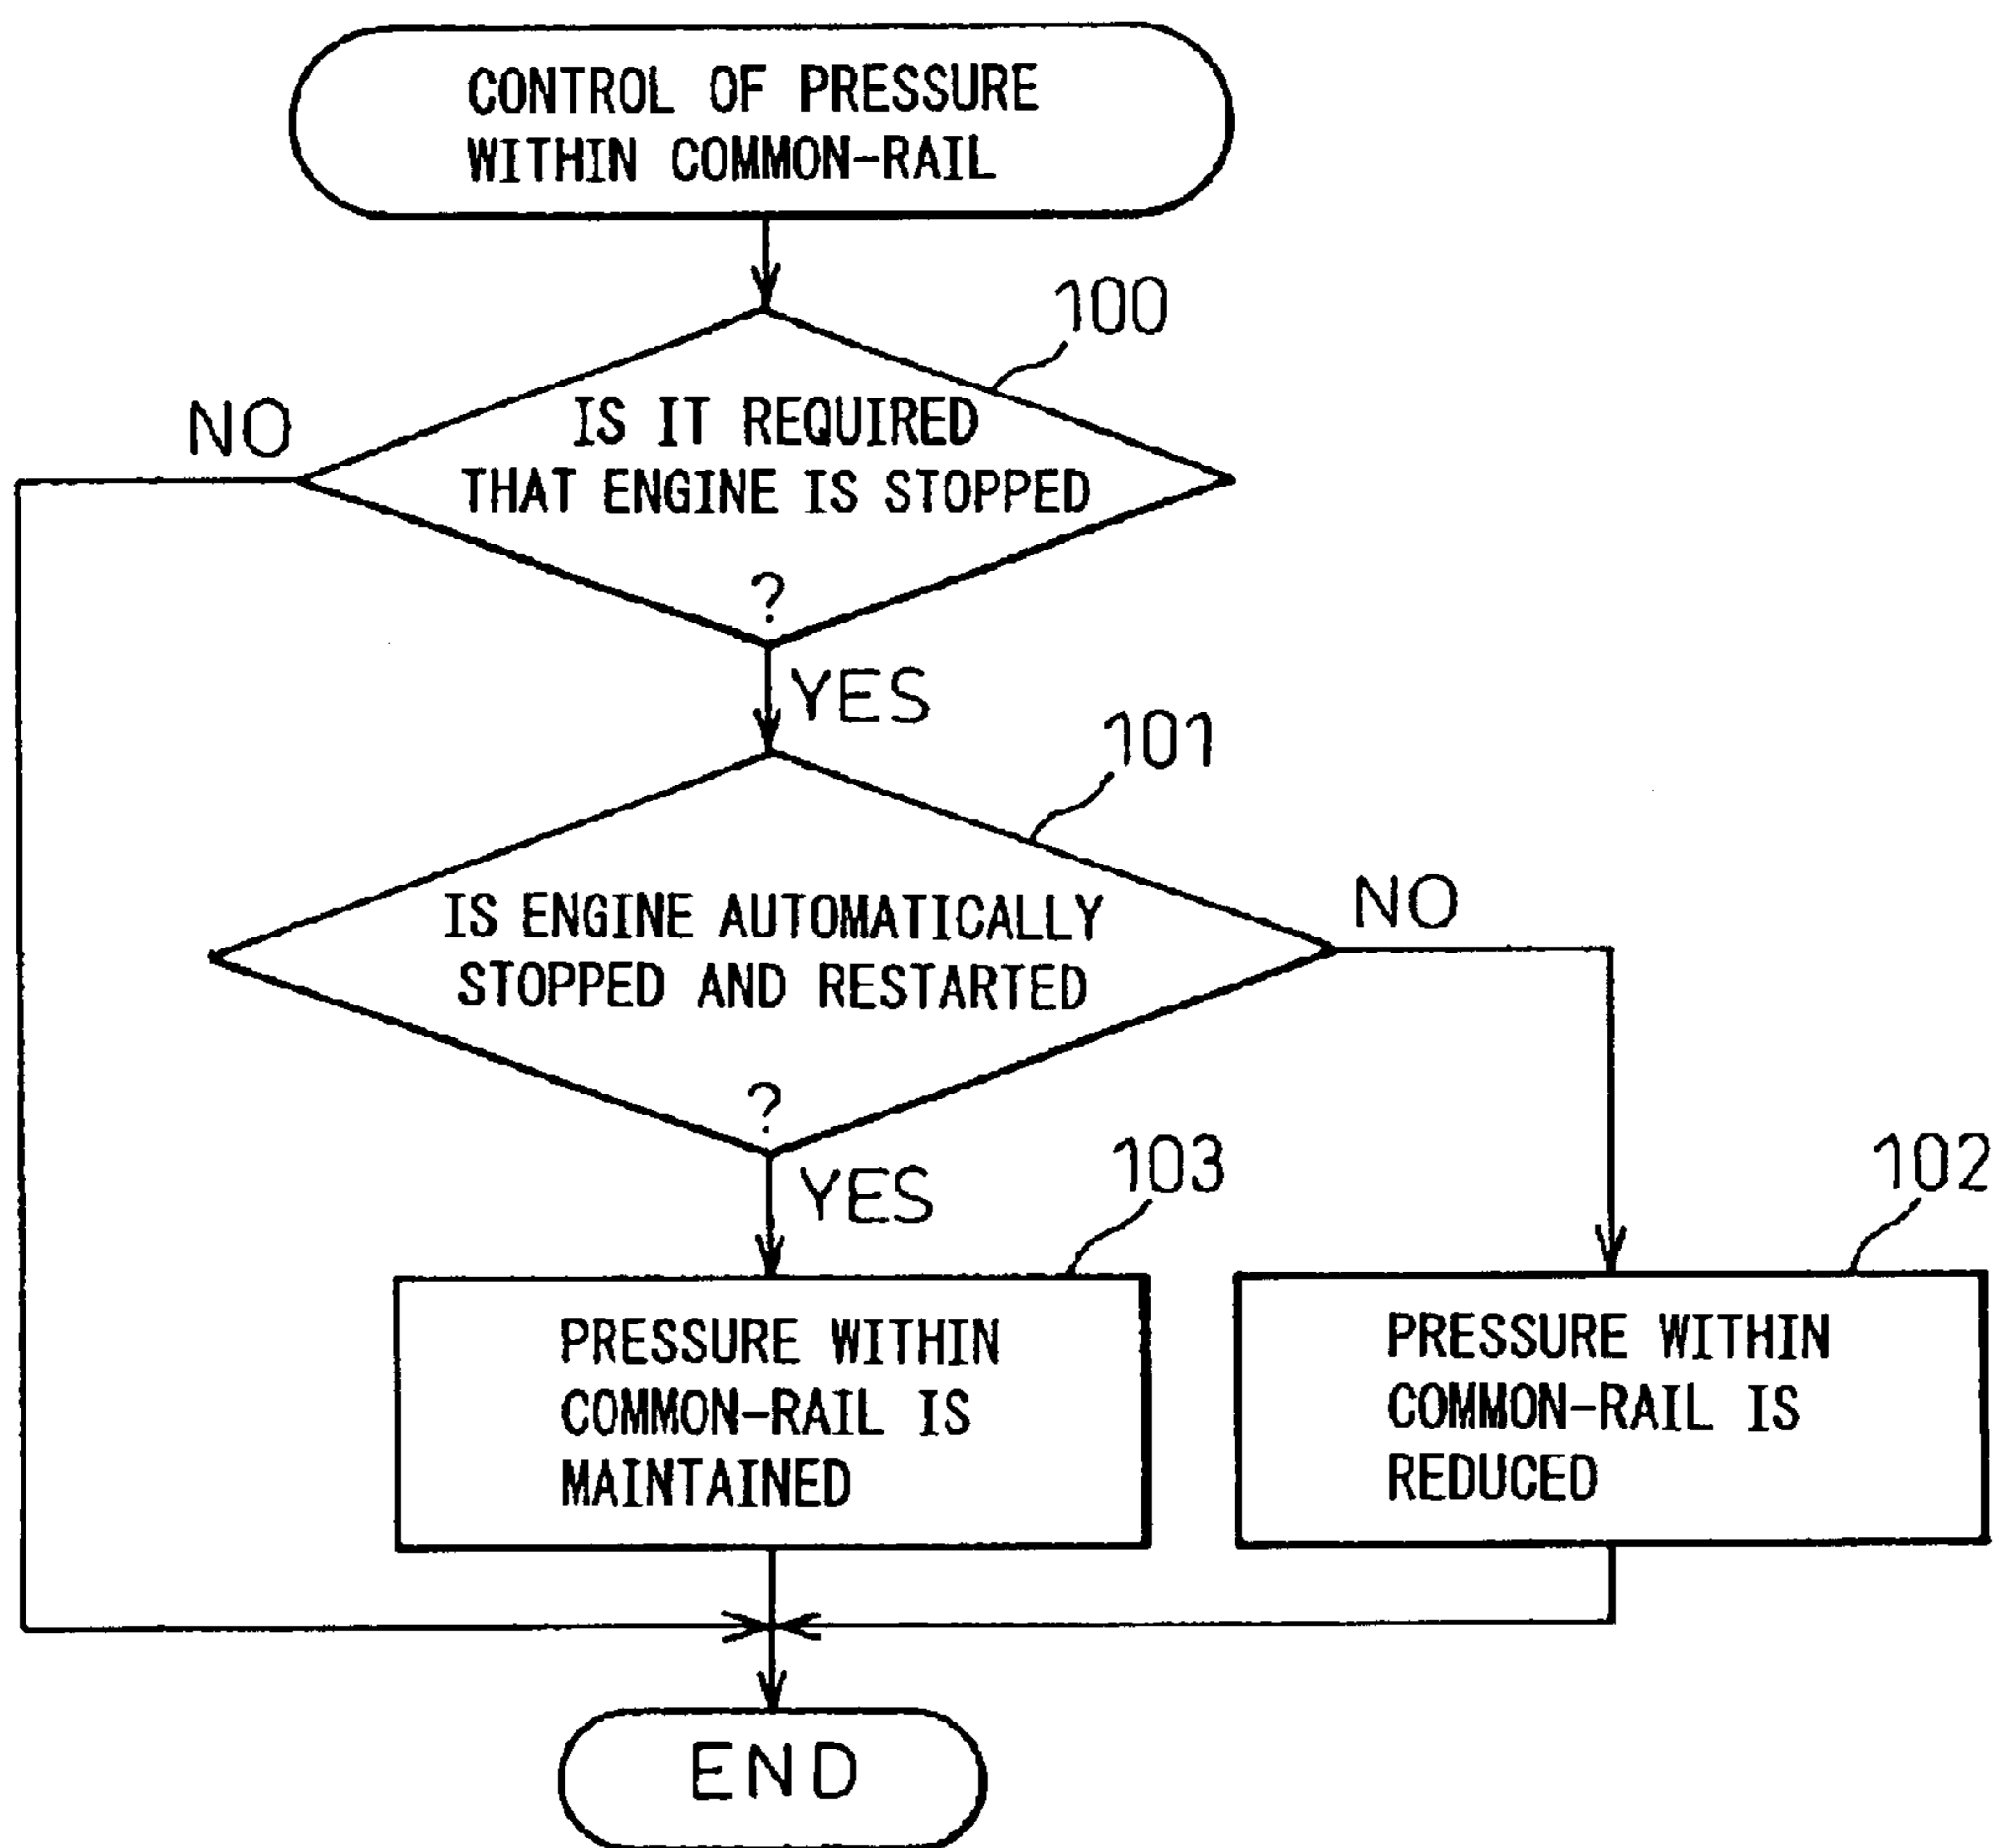 CONTROL OF PRESSURE
WITHIN COMMON-RAIL
100
NO
IS IT REQUIRED
THAT ENGINE IS STOPPED
?
YES
101
IS ENGINE AUTOMATICALLY
STOPPED AND RESTARTED
?
NO
YES
103
102
PRESSURE WITHIN
COMMON-RAIL IS
MAINTAINED
PRESSURE WITHIN
COMMON-RAIL IS
REDUCED
END